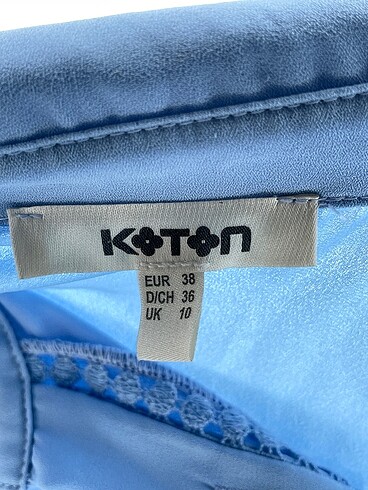 KOTON
EUR 38
D/CH 36
UK 10